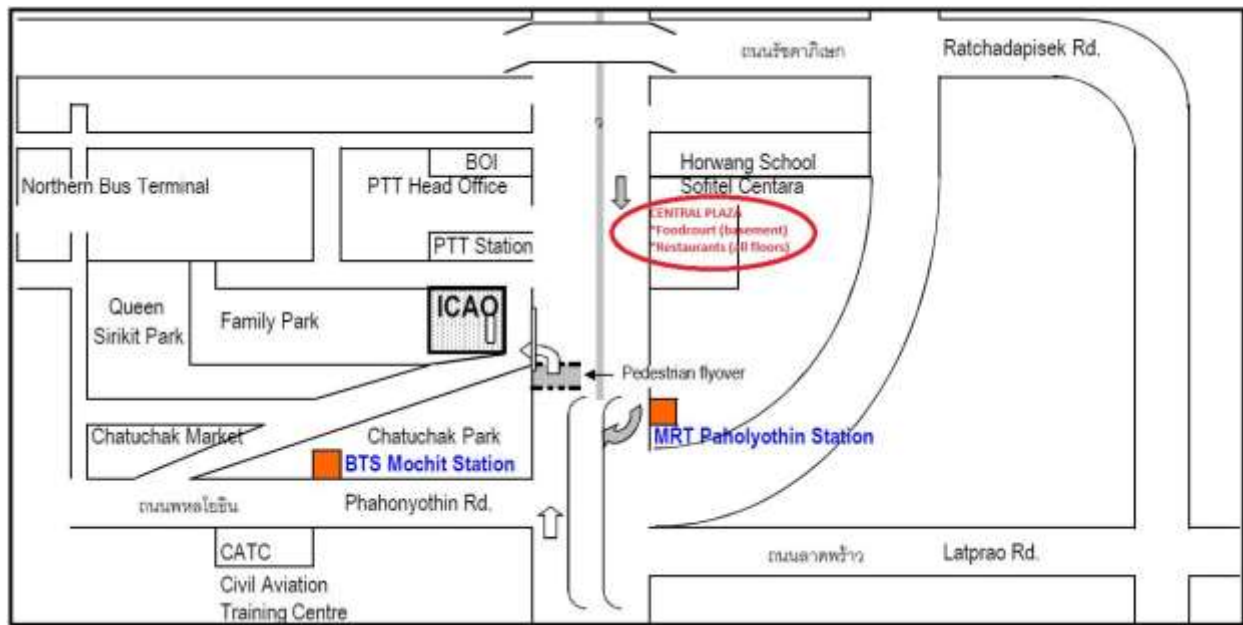 ถนนรัชดาภิเษก
Ratchadapisek Rd.
BOI
Horwang School
Northern Bus Terminal
PTT Head Office
Sofitel Centara
CENTRAL PLAZA
*Foodcourt (basement)
*Restaurants (all floors)
PTT Station
ICAO
Queen
Sirikit Park
Family Park
Pedestrian flyover
Chatuchak Market
Chatuchak Park
MRT Paholyothin Station
BTS Mochit Station
ถนนพหลโยธิน
Phahonyothin Rd.
CATC
ถนนลาดพร้าว
Latprao Rd.
Civil Aviation
Training Centre